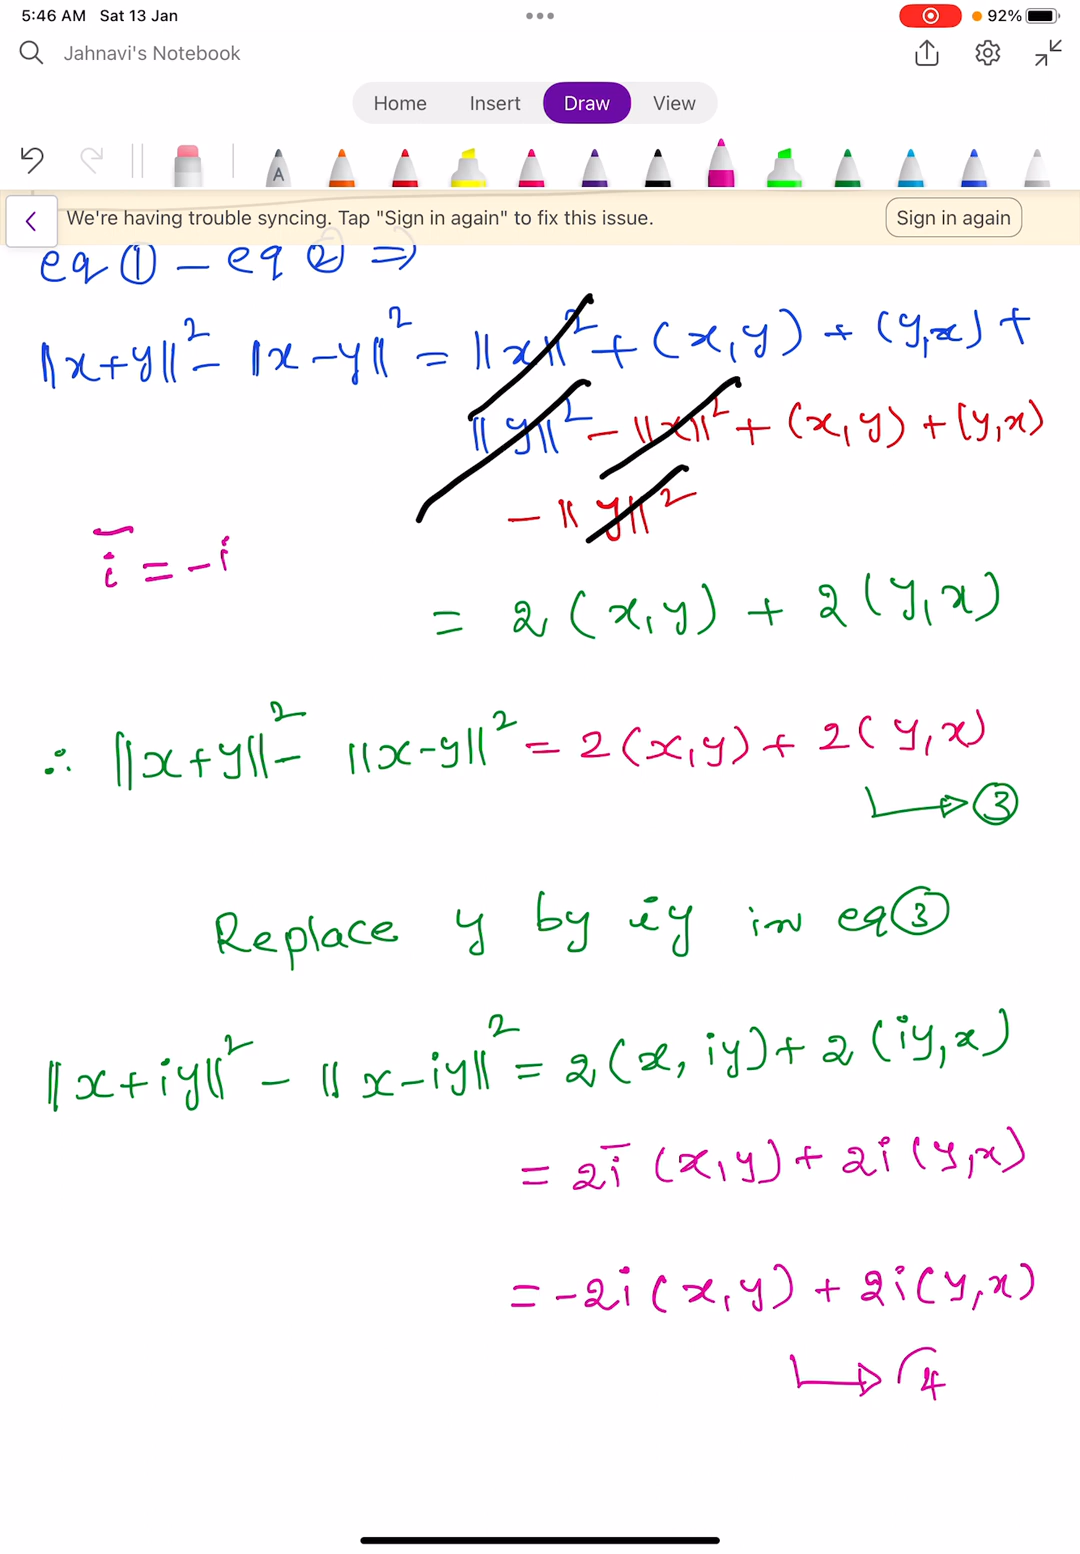 5:46 AM Sat 13 Jan
92%
Jahnavi's Notebook
Home Insert Draw View
A
We're having trouble syncing. Tap "Sign in again" to fix this issue. Sign in again
eq ① - eq ② ⇒
||x+y||² - ||x-y||² = ||x||² + (x,y) + (y,x) +
||y||² - ||x||² + (x,y) + (y,x)
- ||y||²
i̅ = -i
= 2(x,y) + 2(y,x)
∴ ||x+y||² - ||x-y||² = 2(x,y) + 2(y,x)
↳ ③
Replace y by iy in eq ③
||x+iy||² - ||x-iy||² = 2(x, iy) + 2(iy,x)
= 2i̅ (x,y) + 2i (y,x)
= -2i (x,y) + 2i(y,x)
↳ 4